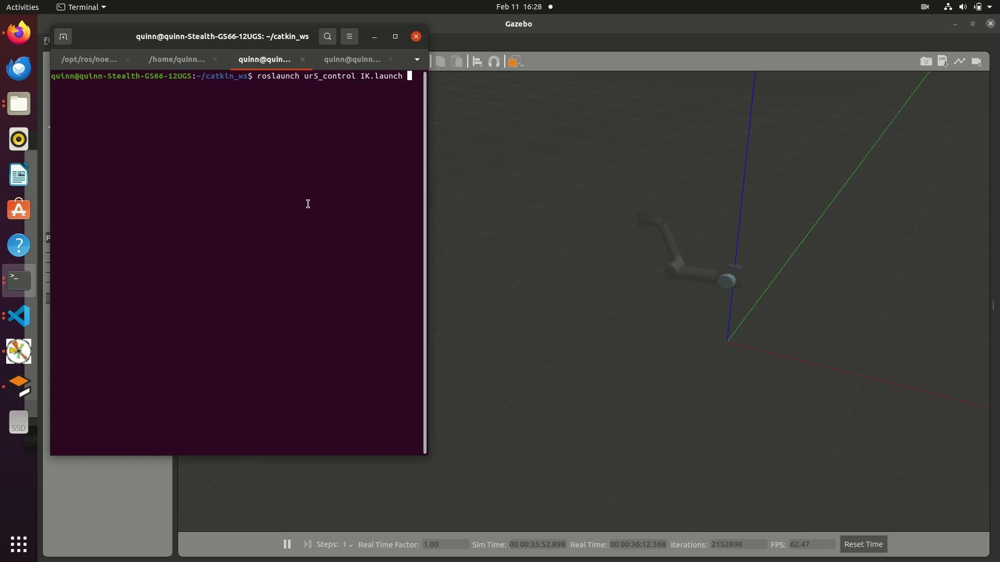 Activities
Terminal
Feb 11 16:28
Gazebo
quinn@quinn-Stealth-GS66-12UGS: ~/catkin_ws
Fi
/opt/ros/noe...
/home/quinn...
quinn@quin...
quinn@quinn...
LOG
quinn@quinn-Stealth-GS66-12UGS:~/catkin_ws$ roslaunch ur5_control IK.launch
P
SSD
Steps: 1
Real Time Factor: 1.00
Sim Time: 00 00:35:52.898
Real Time: 00 00:36:12.368
Iterations: 2152898
FPS: 62.47
Reset Time